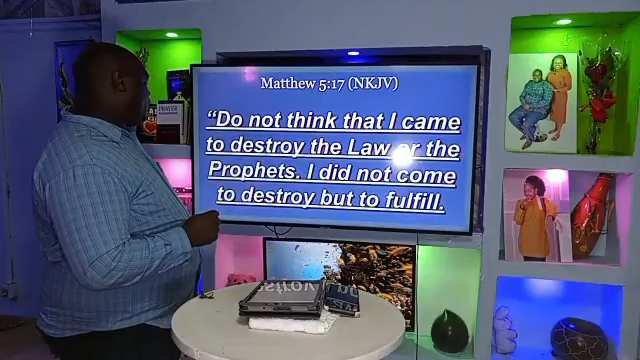 Matthew 5:17 (NKJV)
"Do not think that I came
to destroy the Law or the
Prophets. I did not come
to destroy but to fulfill.
PRAYER